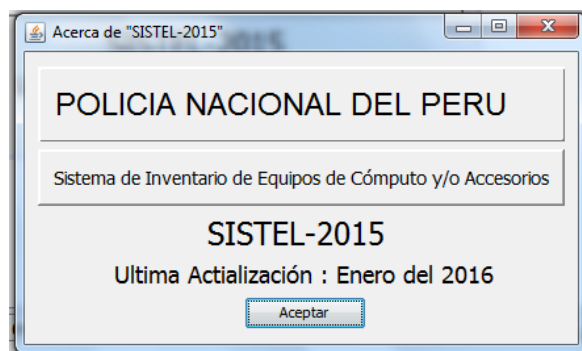 Acerca de "SISTEL-2015"
POLICIA NACIONAL DEL PERU
Sistema de Inventario de Equipos de Cómputo y/o Accesorios
SISTEL-2015
Ultima Actialización : Enero del 2016
Aceptar